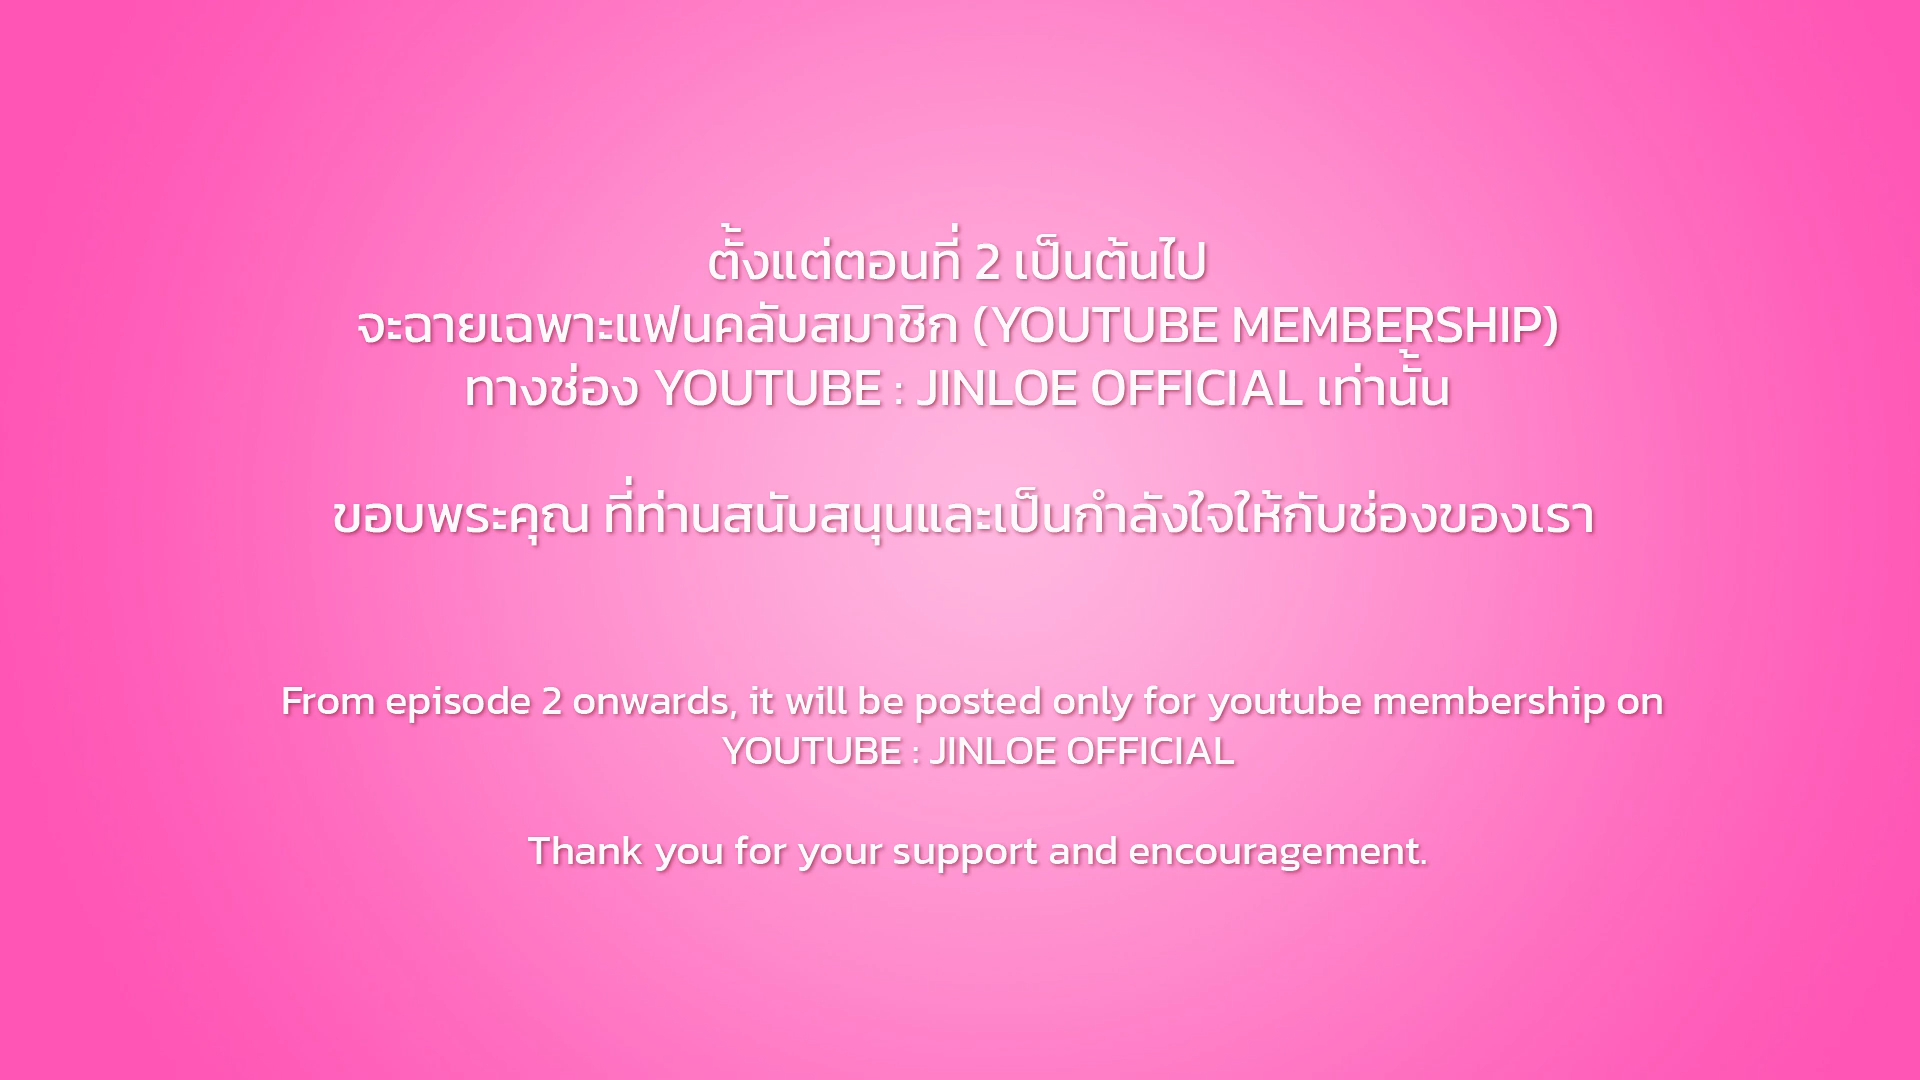 ตั้งแต่ตอนที่ 2 เป็นต้นไป
จะฉายเฉพาะแฟนคลับสมาชิก (YOUTUBE MEMBERSHIP)
ทางช่อง YOUTUBE : JINLOE OFFICIAL เท่านั้น
ขอบพระคุณ ที่ท่านสนับสนุนและเป็นกำลังใจให้กับช่องของเรา
From episode 2 onwards, it will be posted only for youtube membership on
YOUTUBE : JINLOE OFFICIAL
Thank you for your support and encouragement.